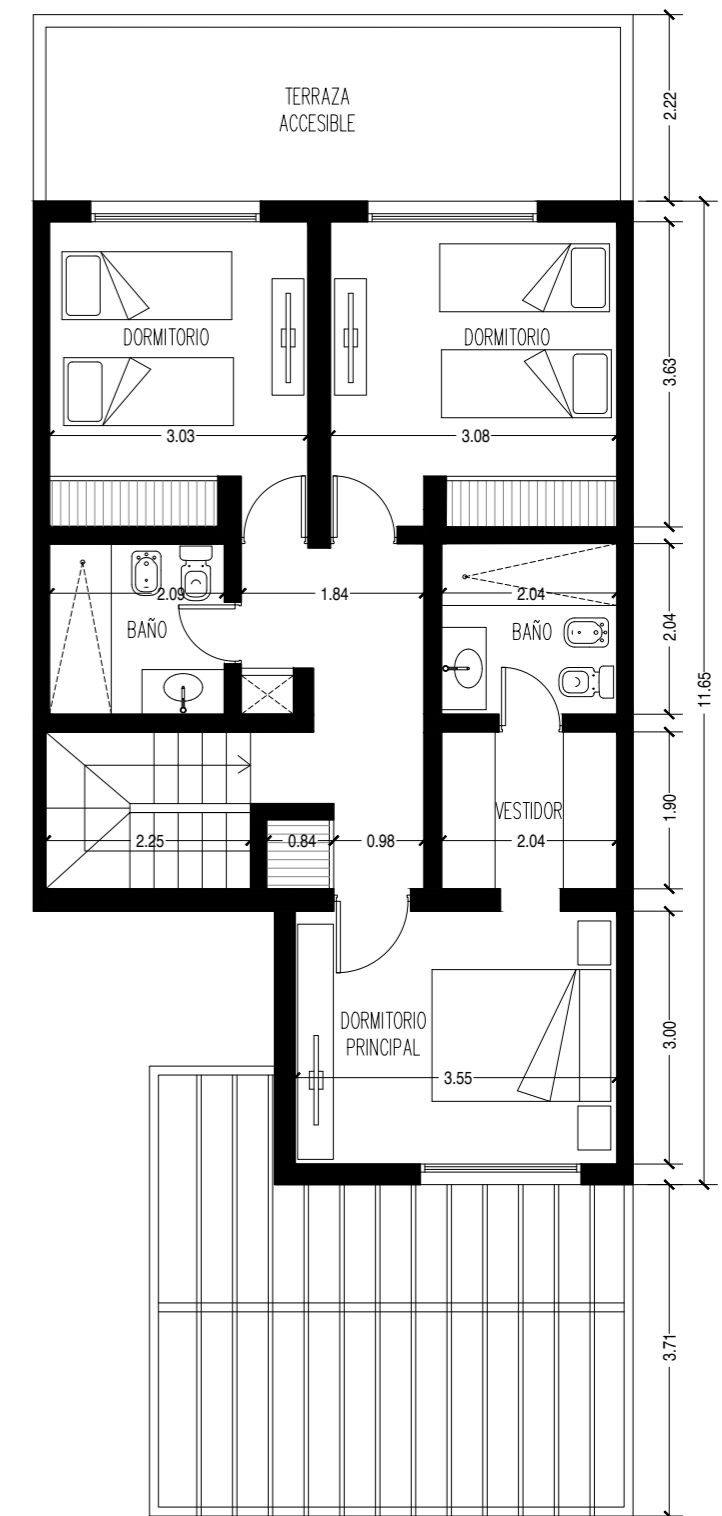 TERRAZA
ACCESIBLE
2.22
DORMITORIO
DORMITORIO
3.63
3.03
3.08
2.09
1.84
2.04
BAÑO
BAÑO
2.04
11.65
VESTIDOR
1.90
2.25
0.84
0.98
2.04
DORMITORIO
PRINCIPAL
3.00
3.55
3.71